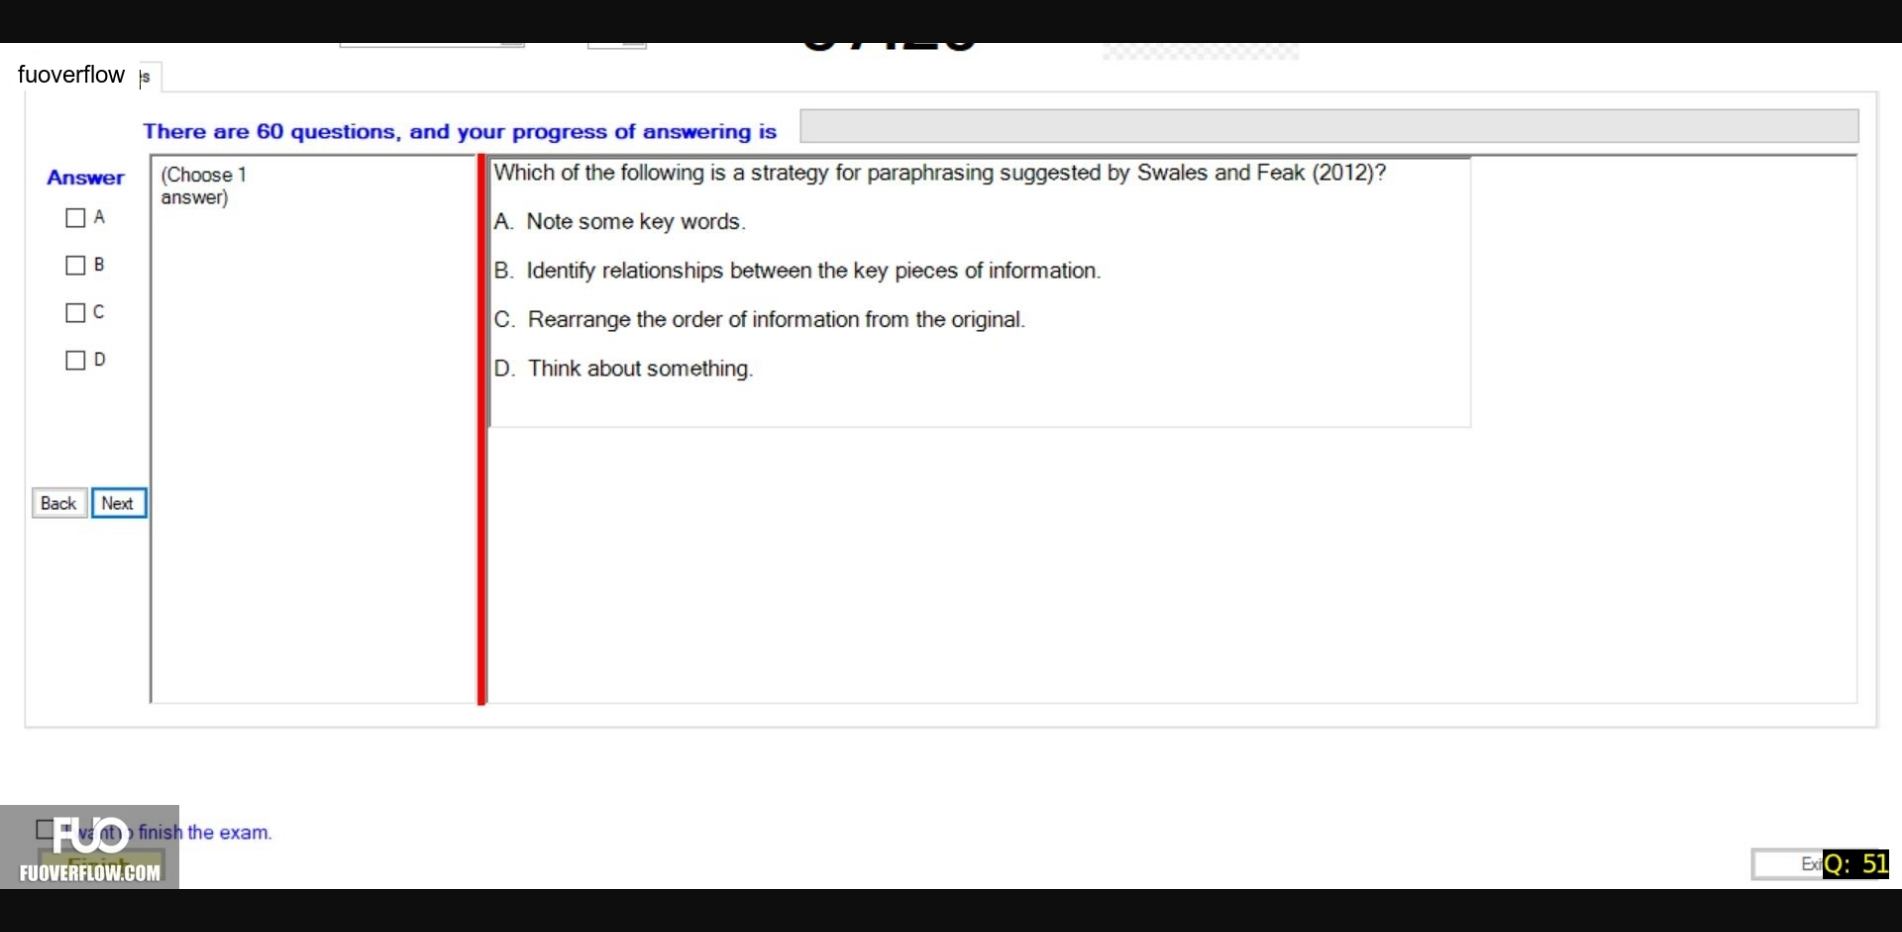 fuoverflow
There are 60 questions, and your progress of answering is
Answer
(Choose 1
answer)
A
B
C
D
Which of the following is a strategy for paraphrasing suggested by Swales and Feak (2012)?
A. Note some key words.
B. Identify relationships between the key pieces of information.
C. Rearrange the order of information from the original.
D. Think about something.
Back Next
I want to finish the exam.
FUO
FUOVERFLOW.COM
Q: 51